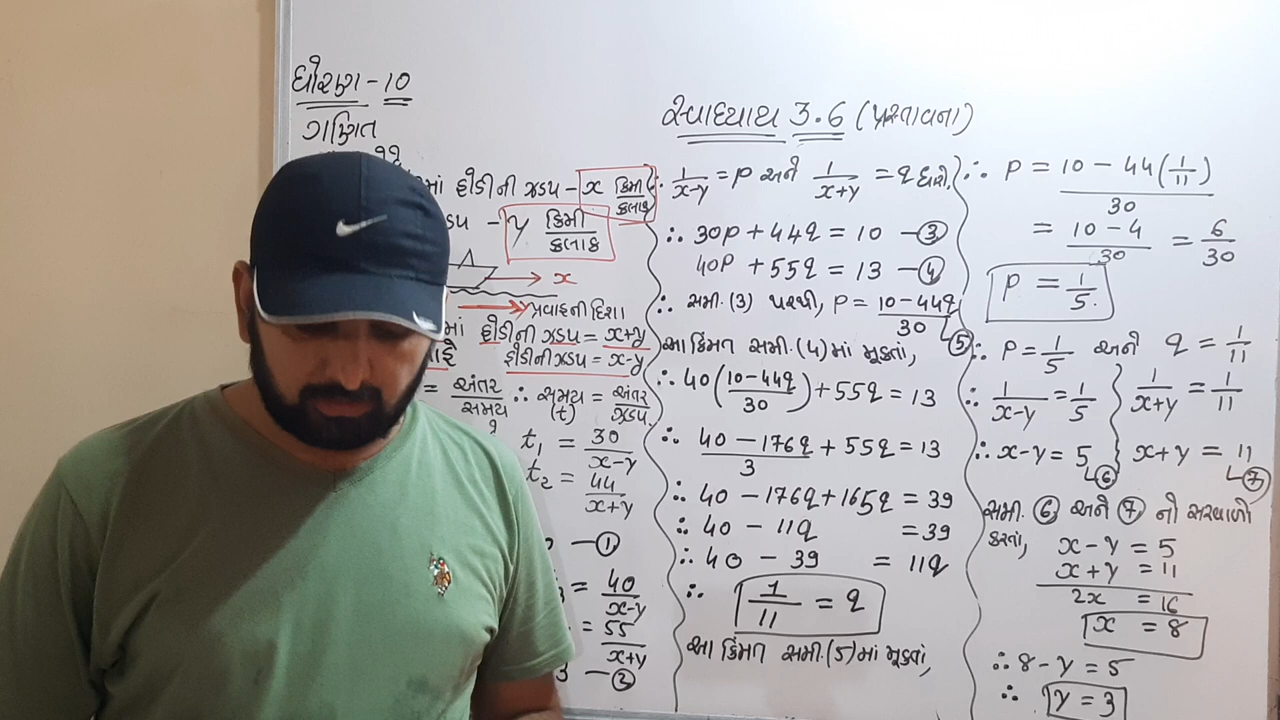 ધોરણ - 10
ગણિત
માં હોડીની ઝડપ - x કિમી/કલાક
- y કિમી/કલાક
x
પ્રવાહની દિશા
માં હોડીની ઝડપ = x+y
હોડીની ઝડપ = x-y
= અંતર/સમય ∴ સમય (t) = અંતર/ઝડપ
t₁ = 30/(x-y)
t₂ = 44/(x+y)
— ①
= 40/(x-y)
= 55/(x+y)
3 — ②
સ્વાધ્યાય 3.6 (પ્રસ્તાવના)
∴ 1/(x-y) = p અને 1/(x+y) = q ધારો,
∴ 30p + 44q = 10 — ③
40p + 55q = 13 — ④
∴ સમી. (3) પરથી, p = (10-44q)/30 ⑤
આ કિંમત સમી. (4) માં મૂકતાં,
∴ 40((10-44q)/30) + 55q = 13
∴ (40 - 176q)/3 + 55q = 13
∴ 40 - 176q + 165q = 39
∴ 40 - 11q = 39
∴ 40 - 39 = 11q
∴ 1/11 = q
આ કિંમત સમી. (5) માં મૂકતાં,
∴ p = (10 - 44(1/11))/30
= (10 - 4)/30 = 6/30
p = 1/5.
∴ p = 1/5 અને q = 1/11
∴ 1/(x-y) = 1/5 1/(x+y) = 1/11
∴ x-y = 5 ⑥ x+y = 11 ⑦
સમી. ⑥ અને ⑦ નો સરવાળો
કરતાં, x - y = 5
x + y = 11
2x = 16
x = 8
∴ 8 - y = 5
∴ y = 3